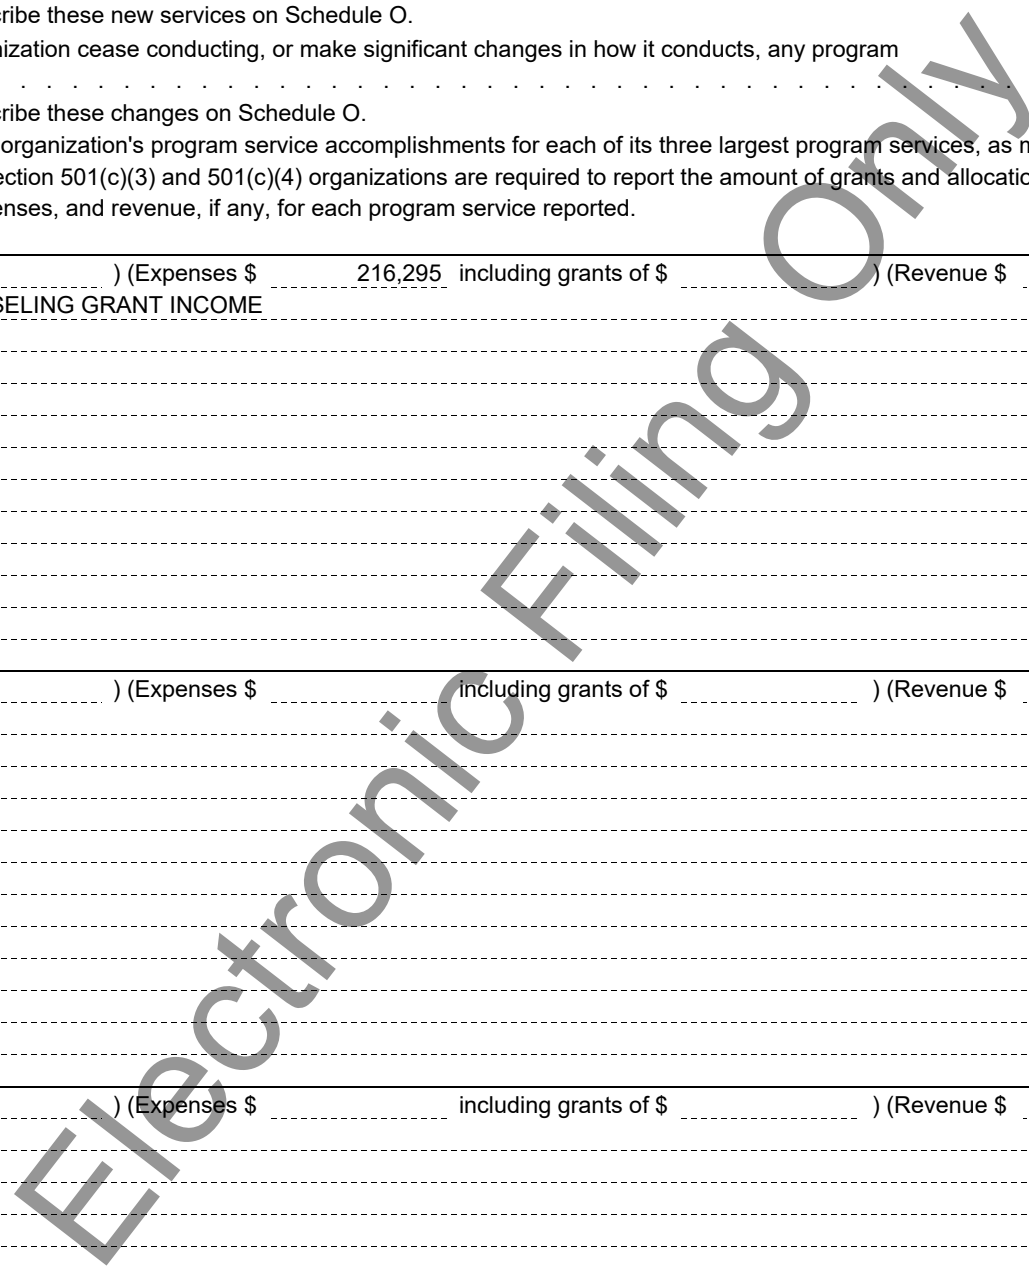 ribe these new services on Schedule O.
nization cease conducting, or make significant changes in how it conducts, any program
. . . . . . . . . . . . . . . . . . . . . . . . . . . . . . . . . . . . . . .
ribe these changes on Schedule O.
organization's program service accomplishments for each of its three largest program services, as m
ection 501(c)(3) and 501(c)(4) organizations are required to report the amount of grants and allocatio
enses, and revenue, if any, for each program service reported.
) (Expenses $ 216,295 including grants of $ ) (Revenue $
SELING GRANT INCOME
) (Expenses $ including grants of $ ) (Revenue $
) (Expenses $ including grants of $ ) (Revenue $
Electronic Filing Only